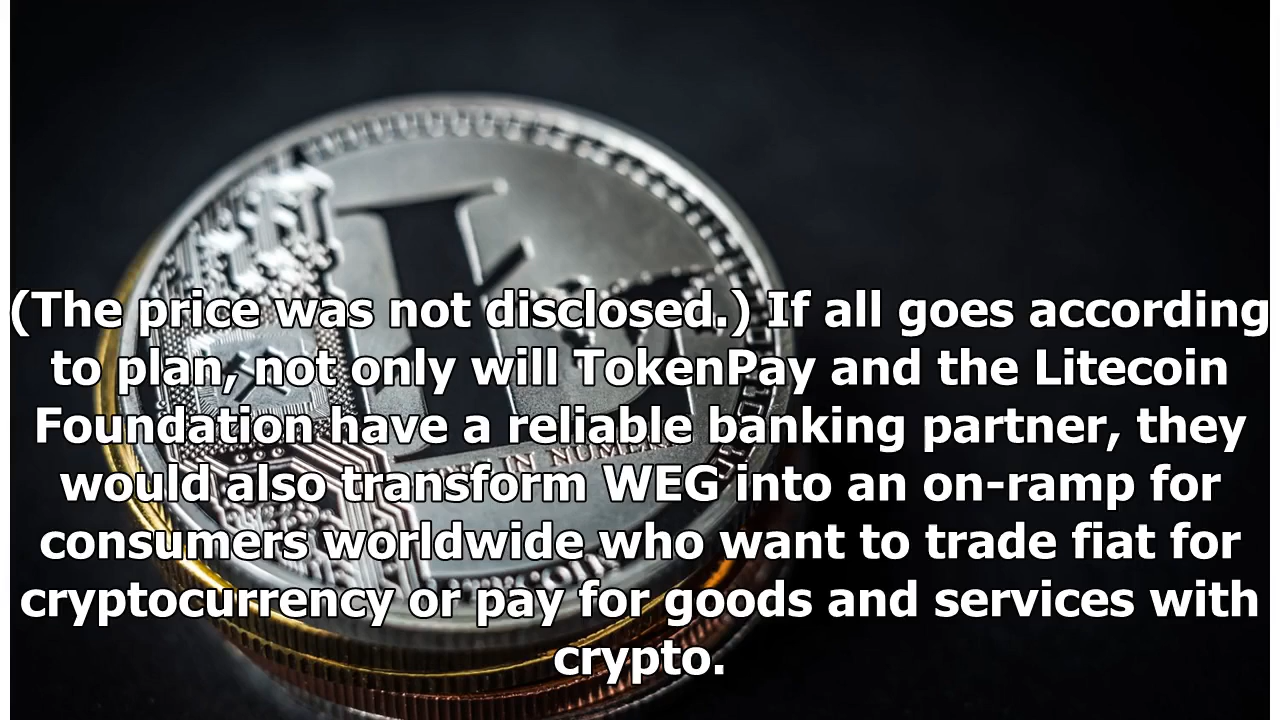 (The price was not disclosed.) If all goes according
to plan, not only will TokenPay and the Litecoin
Foundation have a reliable banking partner, they
would also transform WEG into an on-ramp for
consumers worldwide who want to trade fiat for
cryptocurrency or pay for goods and services with
crypto.
IN NUM